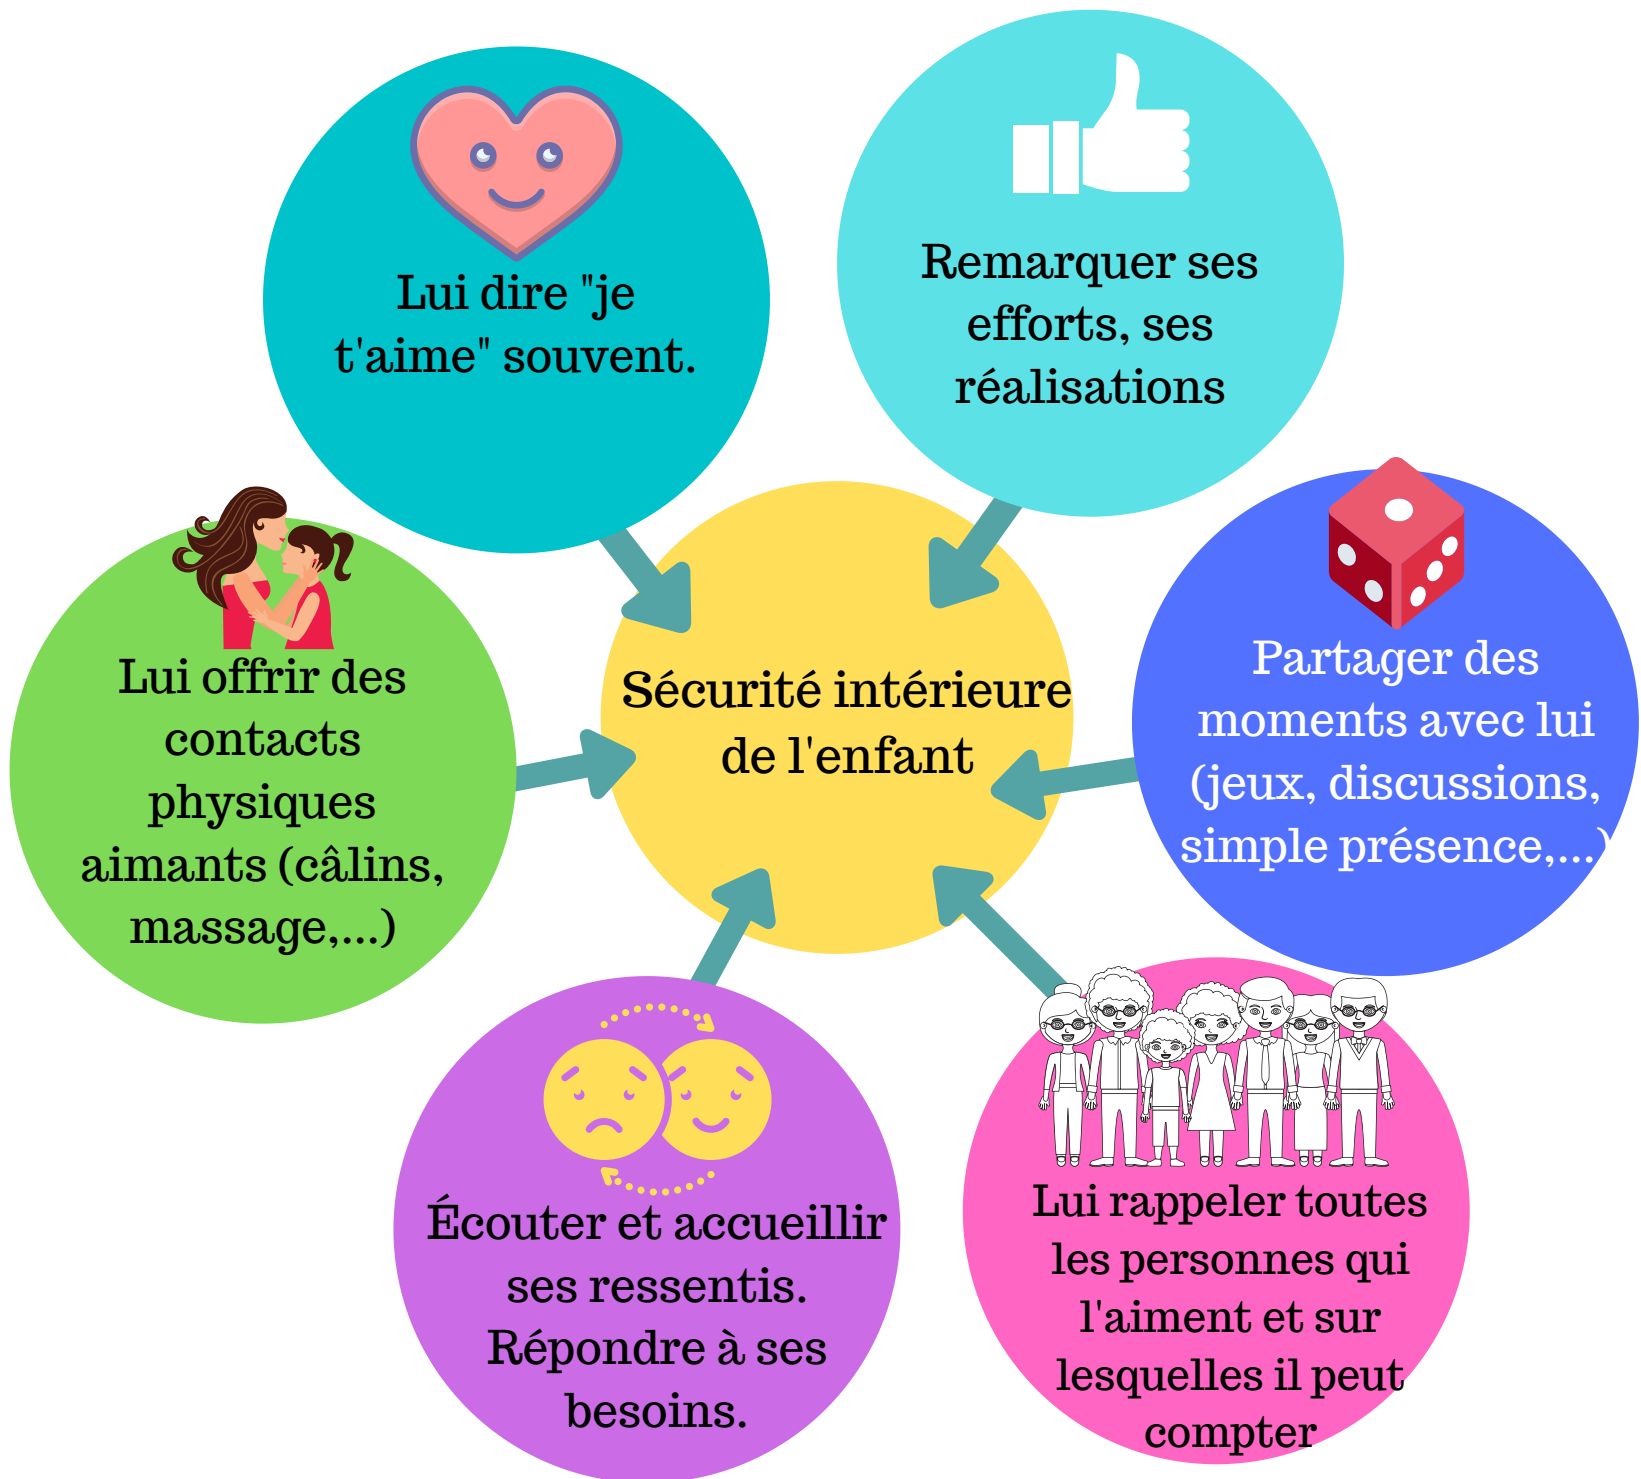 Lui dire "je
t'aime" souvent.
Remarquer ses
efforts, ses
réalisations
Lui offrir des
contacts
physiques
aimants (câlins,
massage,...)
Sécurité intérieure
de l'enfant
Partager des
moments avec lui
(jeux, discussions,
simple présence,...)
Écouter et accueillir
ses ressentis.
Répondre à ses
besoins.
Lui rappeler toutes
les personnes qui
l'aiment et sur
lesquelles il peut
compter